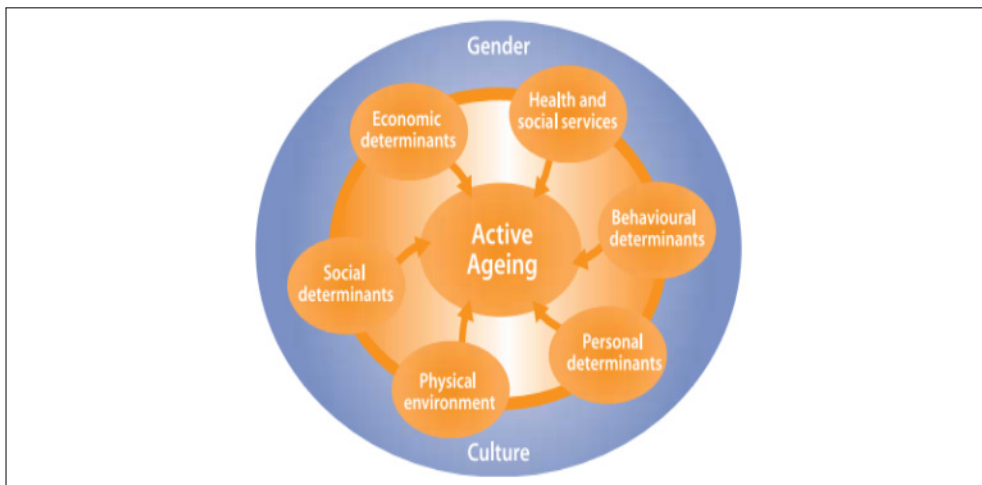 Gender
Economic
determinants
Health and
social services
Behavioural
determinants
Active
Ageing
Social
determinants
Personal
determinants
Physical
environment
Culture